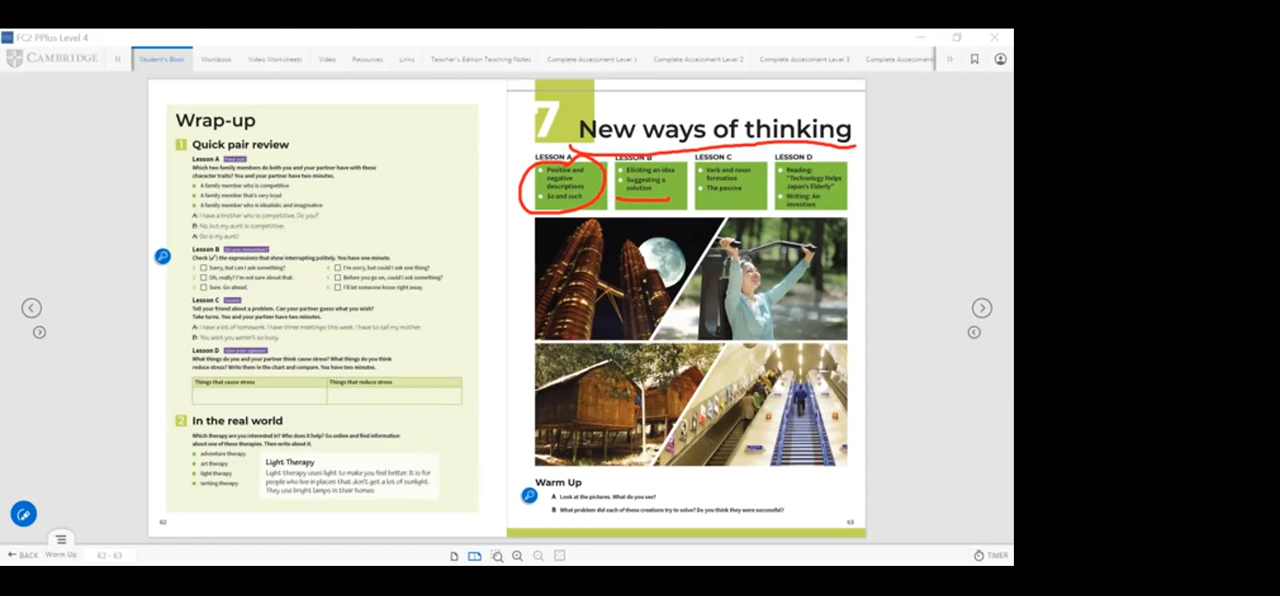 FC2 PPlus Level 4
CAMBRIDGE
Student's Book Workbook Video Worksheets Video Resources Links Teacher's Edition Teaching Notes Complete Assessment Level 1 Complete Assessment Level 2 Complete Assessment Level 3 Complete Assessment
Wrap-up
1 Quick pair review
Lesson A Find out!
Which two family members do both you and your partner have with these
character traits? You and your partner have two minutes.
A family member who is competitive
A family member that's very loyal
A family member who is idealistic and imaginative
A: I have a brother who is competitive. Do you?
B: No, but my aunt is competitive.
A: So is my aunt!
Lesson B Do you remember?
Check (✓) the expressions that show interrupting politely. You have one minute.
1 Sorry, but can I ask something?
2 Oh, really? I'm not sure about that.
3 Sure. Go ahead.
4 I'm sorry, but could I ask one thing?
5 Before you go on, could I ask something?
6 I'll let someone know right away.
Lesson C Guess!
Tell your friend about a problem. Can your partner guess what you wish?
Take turns. You and your partner have two minutes.
A: I have a lot of homework. I have three meetings this week. I have to call my mother.
B: You wish you weren't so busy.
Lesson D Give your opinion!
What things do you and your partner think cause stress? What things do you think
reduce stress? Write them in the chart and compare. You have two minutes.
Things that cause stress Things that reduce stress
2 In the real world
Which therapy are you interested in? Who does it help? Go online and find information
about one of these therapies. Then write about it.
adventure therapy
art therapy
light therapy
writing therapy
Light Therapy
Light therapy uses light to make you feel better. It is for
people who live in places that don't get a lot of sunlight.
They use bright lamps in their homes.
62
7 New ways of thinking
LESSON A
Positive and
negative
descriptions
So and such
LESSON B
Eliciting an idea
Suggesting a
solution
LESSON C
Verb and noun
formation
The passive
LESSON D
Reading:
"Technology Helps
Japan's Elderly"
Writing: An
invention
Warm Up
A Look at the pictures. What do you see?
B What problem did each of these creations try to solve? Do you think they were successful?
63
BACK Warm Up 62 - 63
TIMER